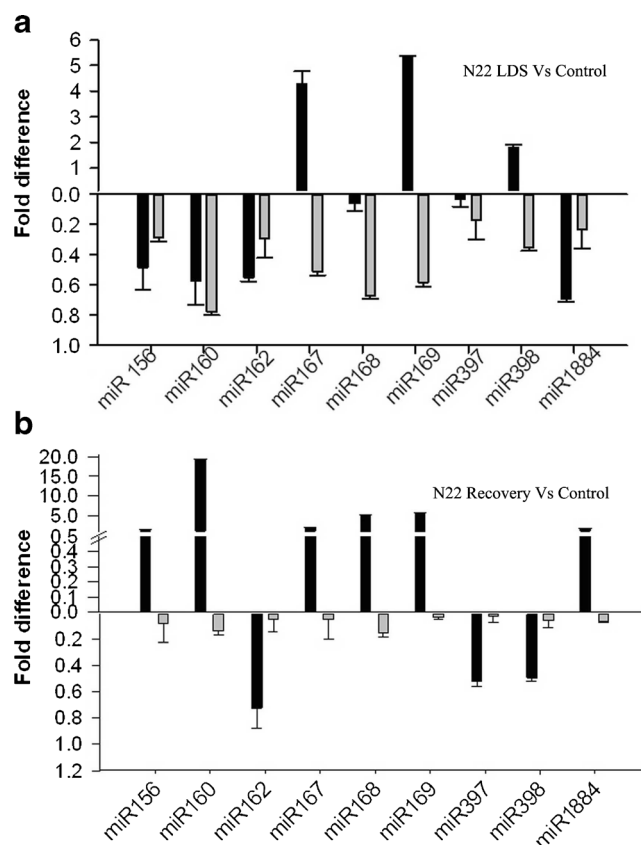 a
6
5
4
3
2
1
0.0
0.2
0.4
0.6
0.8
1.0
Fold difference
N22 LDS Vs Control
miR 156
miR160
miR162
miR167
miR168
miR169
miR397
miR398
miR1884
b
20.0
15.0
10.0
5.0
0.5
0.4
0.3
0.2
0.1
0.0
0.2
0.4
0.6
0.8
1.0
1.2
Fold difference
N22 Recovery Vs Control
miR156
miR160
miR162
miR167
miR168
miR169
miR397
miR398
miR1884